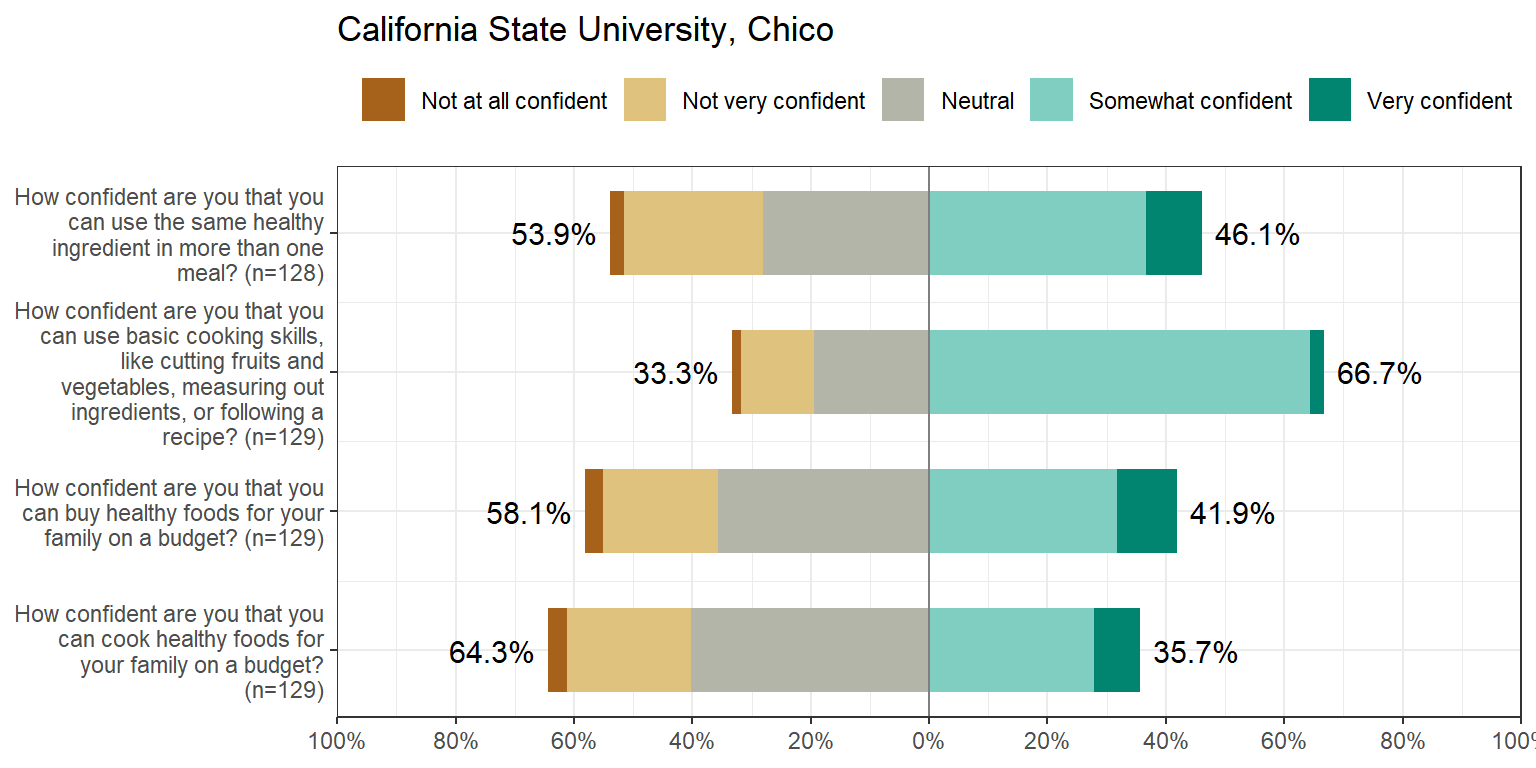 California State University, Chico
Not at all confident Not very confident Neutral Somewhat confident Very confident
How confident are you that you
can use the same healthy
ingredient in more than one
meal? (n=128)
53.9% 46.1%
How confident are you that you
can use basic cooking skills,
like cutting fruits and
vegetables, measuring out
ingredients, or following a
recipe? (n=129)
33.3% 66.7%
How confident are you that you
can buy healthy foods for your
family on a budget? (n=129)
58.1% 41.9%
How confident are you that you
can cook healthy foods for
your family on a budget?
(n=129)
64.3% 35.7%
100% 80% 60% 40% 20% 0% 20% 40% 60% 80% 100%